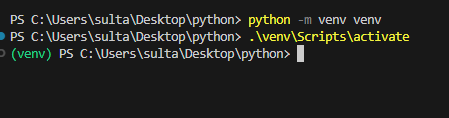 PS C:\Users\sulta\Desktop\python> python -m venv venv
PS C:\Users\sulta\Desktop\python> .\venv\Scripts\activate
(venv) PS C:\Users\sulta\Desktop\python>